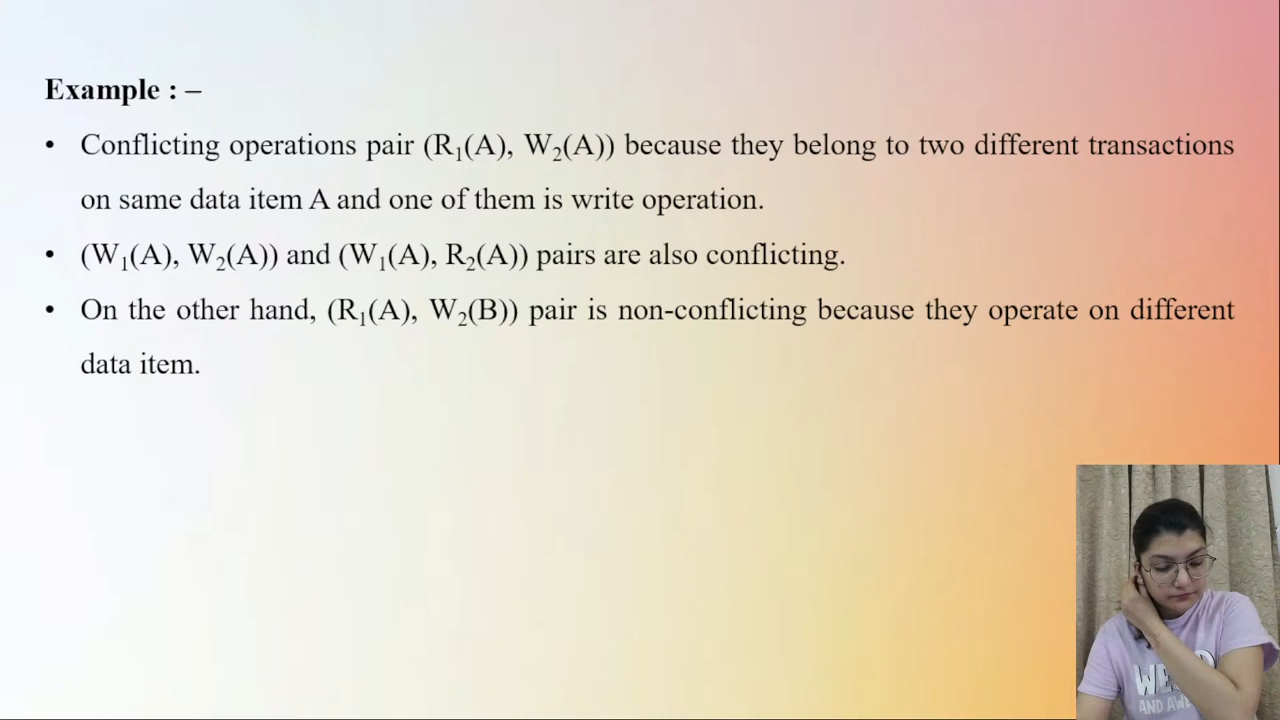 Example : –
• Conflicting operations pair (R₁(A), W₂(A)) because they belong to two different transactions
on same data item A and one of them is write operation.
• (W₁(A), W₂(A)) and (W₁(A), R₂(A)) pairs are also conflicting.
• On the other hand, (R₁(A), W₂(B)) pair is non-conflicting because they operate on different
data item.
AND